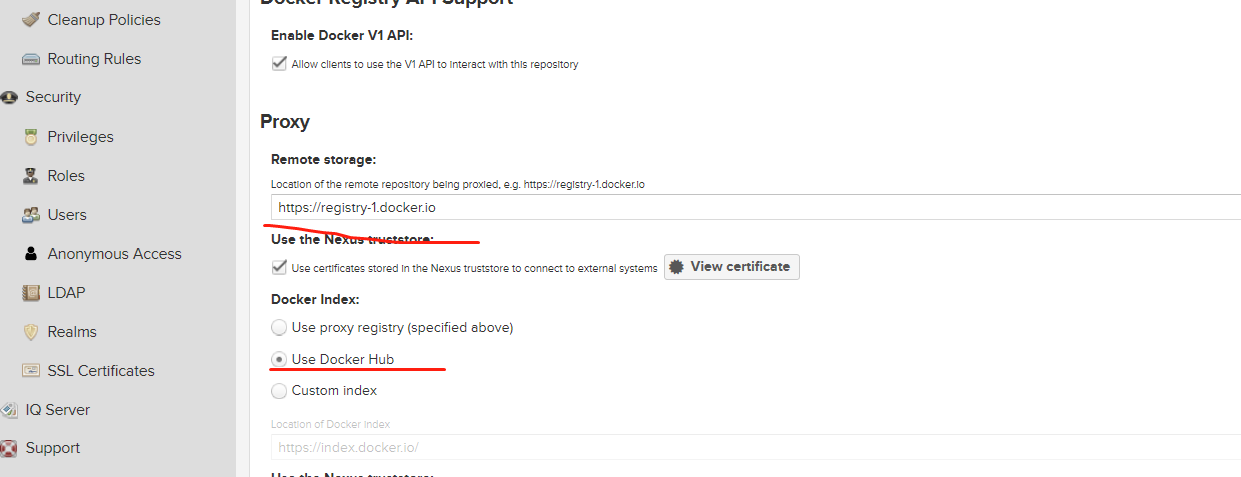 Cleanup Policies
Routing Rules
Security
Privileges
Roles
Users
Anonymous Access
LDAP
Realms
SSL Certificates
IQ Server
Support
Docker Registry API Support
Enable Docker V1 API:
Allow clients to use the V1 API to interact with this repository
Proxy
Remote storage:
Location of the remote repository being proxied, e.g. https://registry-1.docker.io
https://registry-1.docker.io
Use the Nexus truststore:
Use certificates stored in the Nexus truststore to connect to external systems
View certificate
Docker Index:
Use proxy registry (specified above)
Use Docker Hub
Custom index
Location of Docker index
https://index.docker.io/
Use the Nexus truststore: